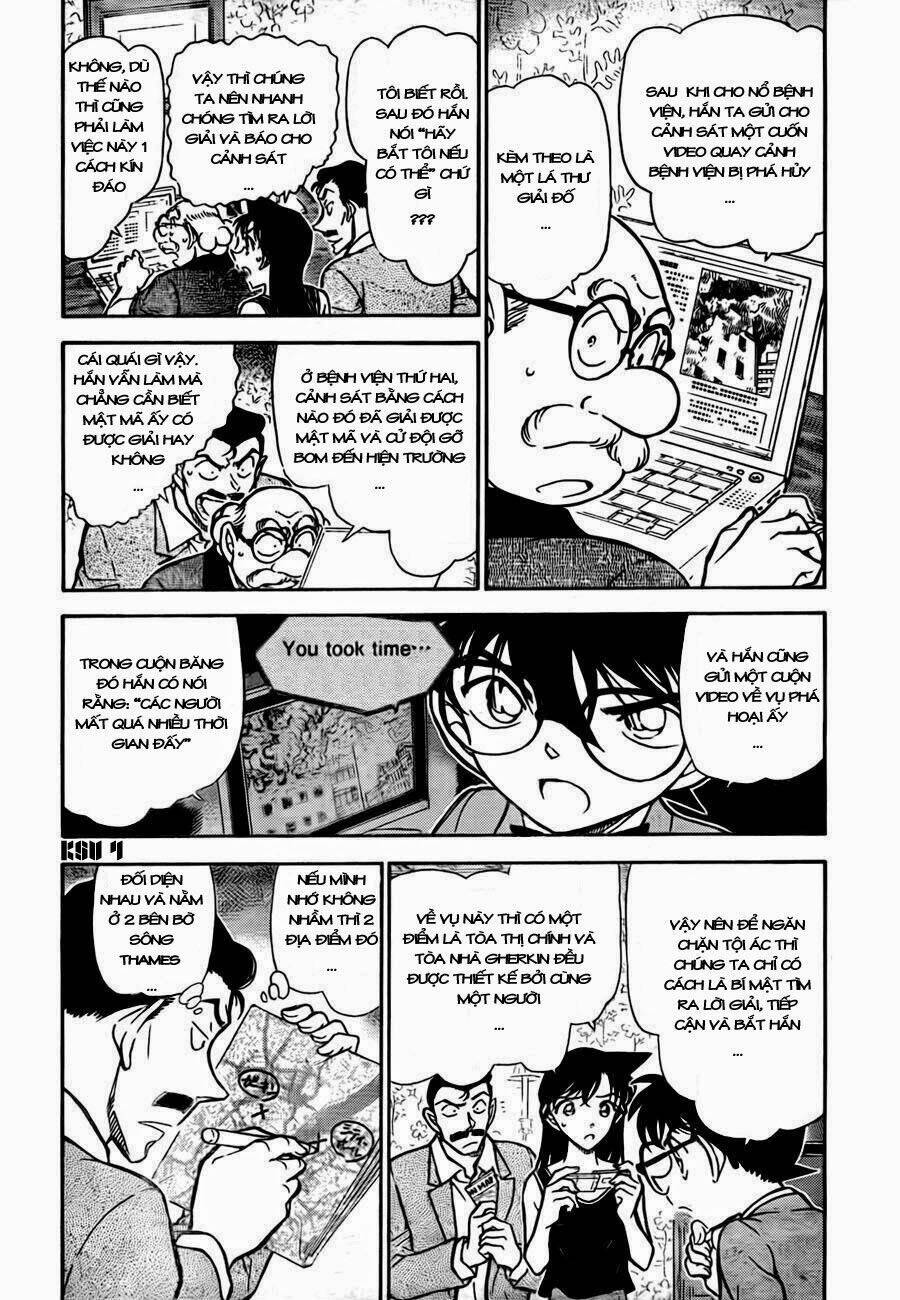 SAU KHI CHO NỔ BỆNH
VIỆN, HẮN TA GỬI CHO
CẢNH SÁT MỘT CUỐN
VIDEO QUAY CẢNH
BỆNH VIỆN BỊ PHÁ HỦY
...
KÈM THEO LÀ
MỘT LÁ THƯ
GIẢI ĐỐ
...
TÔI BIẾT RỒI.
SAU ĐÓ HẮN
NÓI "HÃY
BẮT TÔI NẾU
CÓ THỂ" CHỨ
GÌ
???
VẬY THÌ CHÚNG
TA NÊN NHANH
CHÓNG TÌM RA LỜI
GIẢI VÀ BÁO CHO
CẢNH SÁT
...
KHÔNG, DÙ
THẾ NÀO
THÌ CŨNG
PHẢI LÀM
VIỆC NÀY 1
CÁCH KÍN
ĐÁO
Ở BỆNH VIỆN THỨ HAI,
CẢNH SÁT BẰNG CÁCH
NÀO ĐÓ ĐÃ GIẢI ĐƯỢC
MẬT MÃ VÀ CỬ ĐỘI GỠ
BOM ĐẾN HIỆN TRƯỜNG
...
CÁI QUÁI GÌ VẬY.
HẮN VẪN LÀM MÀ
CHẲNG CẦN BIẾT
MẬT MÃ ẤY CÓ
ĐƯỢC GIẢI HAY
KHÔNG
...
VÀ HẮN CŨNG
GỬI MỘT CUỘN
VIDEO VỀ VỤ PHÁ
HOẠI ẤY
...
You took time...
TRONG CUỘN BĂNG
ĐÓ HẮN CÓ NÓI
RẰNG: "CÁC NGƯỜI
MẤT QUÁ NHIỀU THỜI
GIAN ĐẤY"
KSU 7
VẬY NÊN ĐỂ NGĂN
CHẶN TỘI ÁC THÌ
CHÚNG TA CHỈ CÓ
CÁCH LÀ BÍ MẬT TÌM
RA LỜI GIẢI, TIẾP
CẬN VÀ BẮT HẮN
...
VỀ VỤ NÀY THÌ CÓ MỘT
ĐIỂM LÀ TÒA THỊ CHÍNH VÀ
TÒA NHÀ GHERKIN ĐỀU
ĐƯỢC THIẾT KẾ BỞI CÙNG
MỘT NGƯỜI
...
NẾU MÌNH
NHỚ KHÔNG
NHẦM THÌ 2
ĐỊA ĐIỂM ĐÓ
...
ĐỐI DIỆN
NHAU VÀ NẰM
Ở 2 BÊN BỜ
SÔNG
THAMES
...